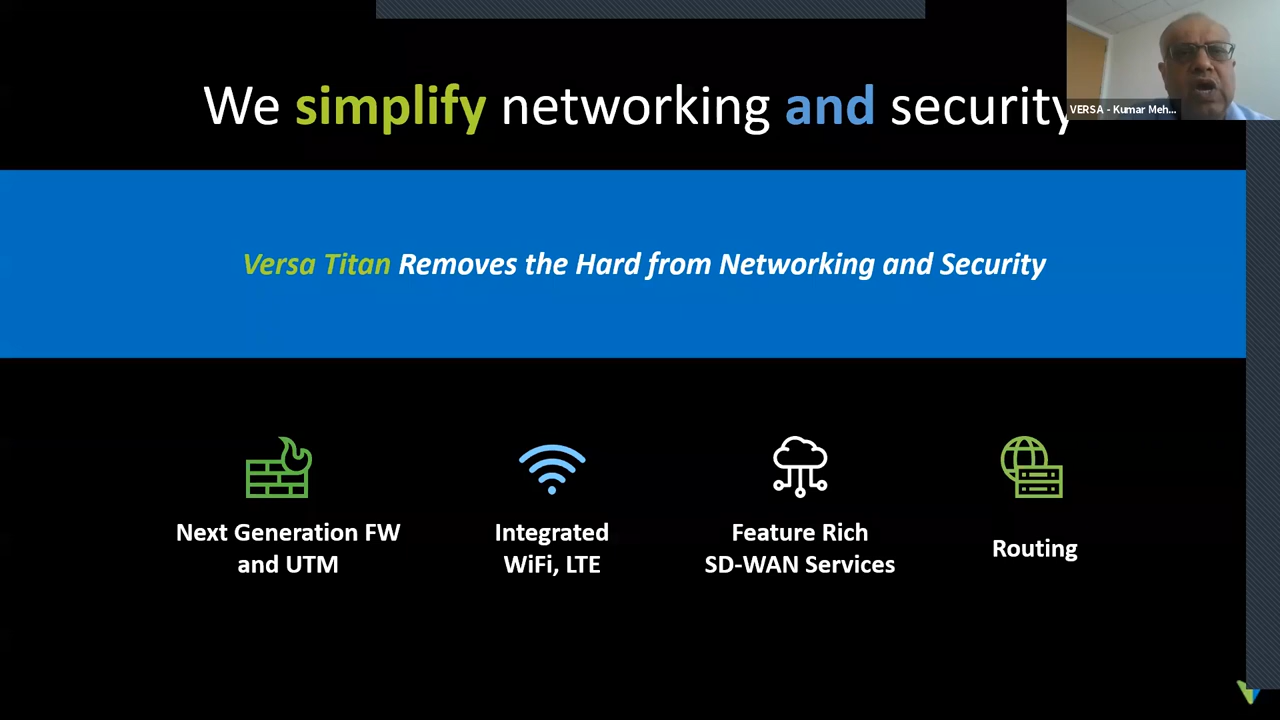 We simplify networking and security
VERSA - Kumar Meh...
Versa Titan Removes the Hard from Networking and Security
Next Generation FW
and UTM
Integrated
WiFi, LTE
Feature Rich
SD-WAN Services
Routing